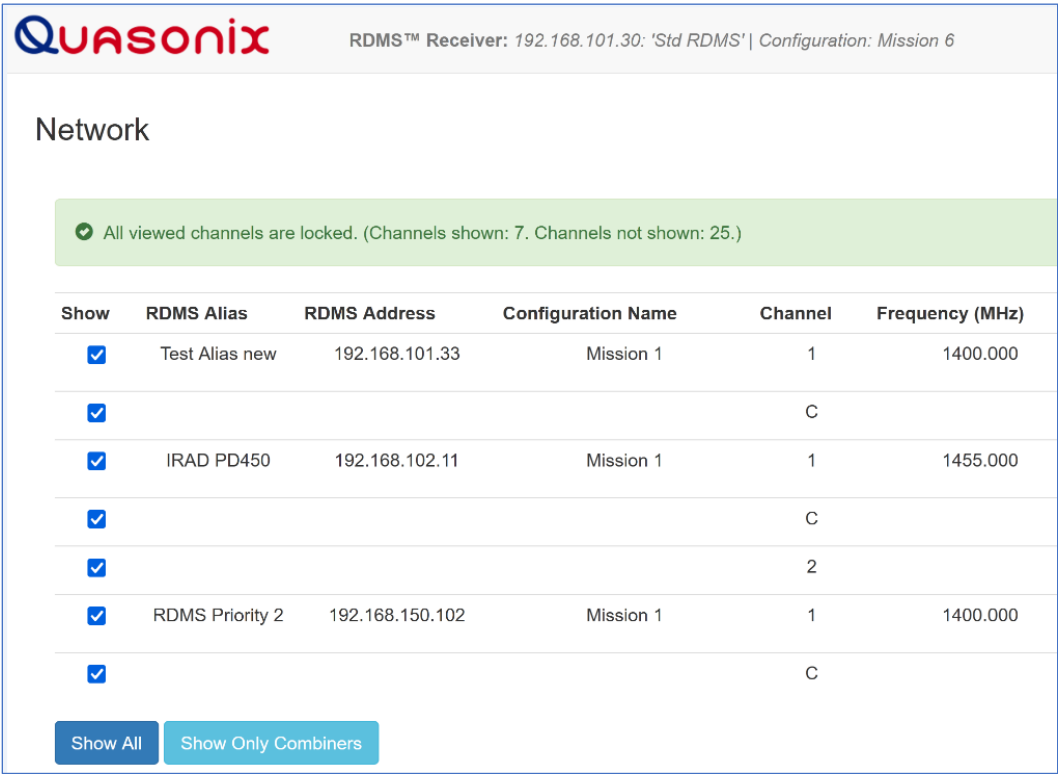 Quasonix RDMS™ Receiver: 192.168.101.30: 'Std RDMS' | Configuration: Mission 6
Network
All viewed channels are locked. (Channels shown: 7. Channels not shown: 25.)
Show RDMS Alias RDMS Address Configuration Name Channel Frequency (MHz)
Test Alias new 192.168.101.33 Mission 1 1 1400.000
C
IRAD PD450 192.168.102.11 Mission 1 1 1455.000
C
2
RDMS Priority 2 192.168.150.102 Mission 1 1 1400.000
C
Show All Show Only Combiners